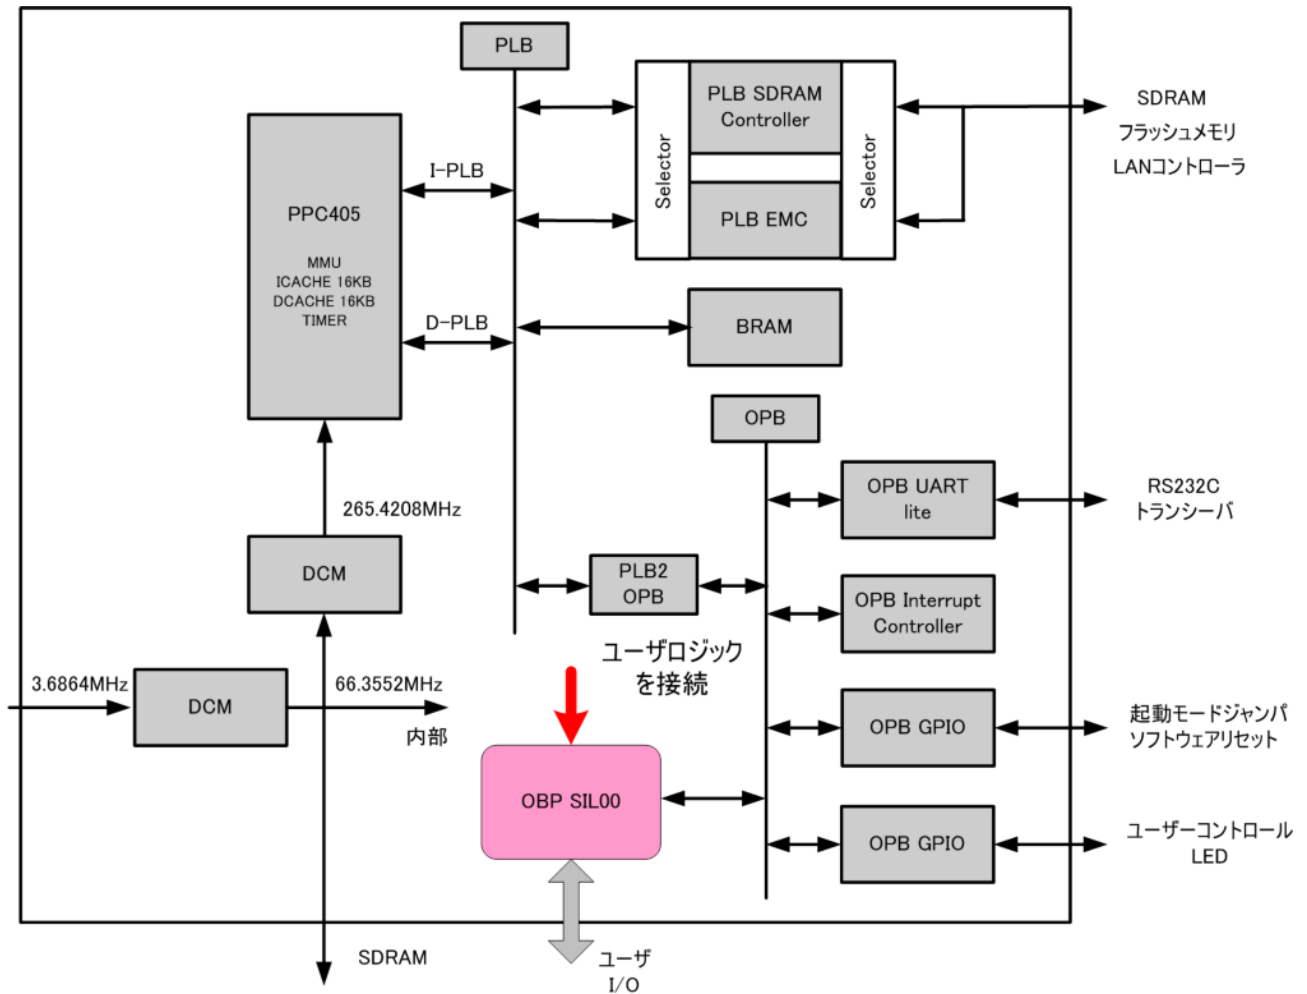 PLB
PLB SDRAM
Controller
Selector
Selector
PLB EMC
SDRAM
フラッシュメモリ
LANコントローラ
I-PLB
PPC405
MMU
ICACHE 16KB
DCACHE 16KB
TIMER
D-PLB
BRAM
OPB
265.4208MHz
OPB UART
lite
RS232C
トランシーバ
DCM
PLB2
OPB
OPB Interrupt
Controller
ユーザロジック
を接続
3.6864MHz
DCM
66.3552MHz
内部
OPB GPIO
起動モードジャンパ
ソフトウェアリセット
OBP SIL00
OPB GPIO
ユーザーコントロール
LED
SDRAM
ユーザ
I/O